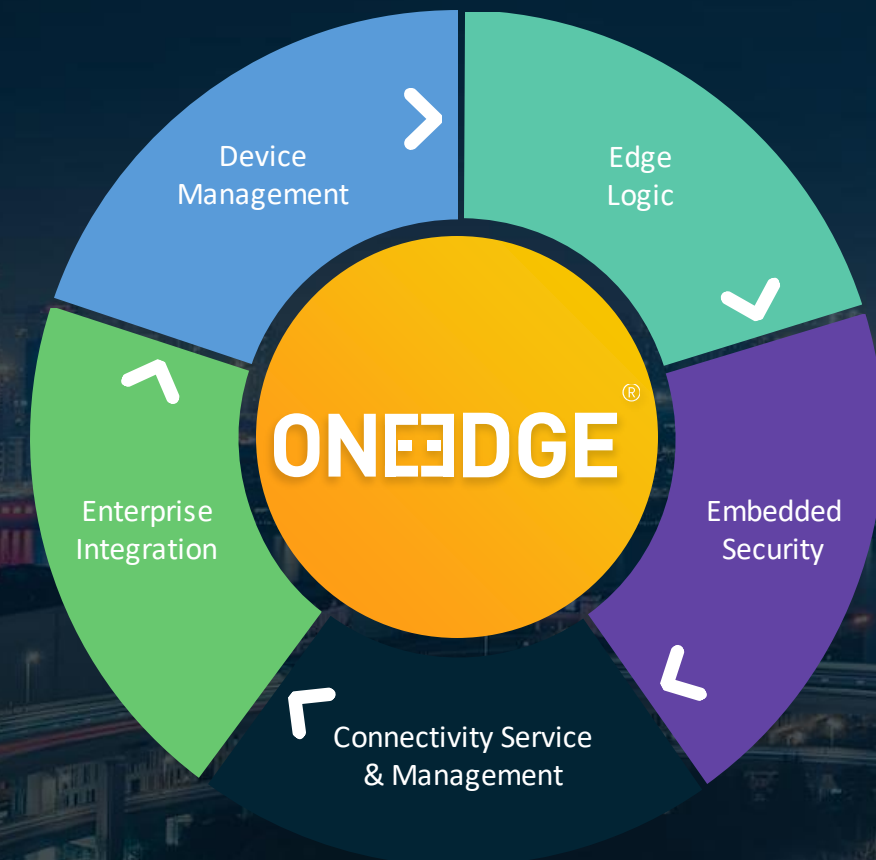 Device
Management
Edge
Logic
ONEEDGE®
Enterprise
Integration
Embedded
Security
Connectivity Service
& Management